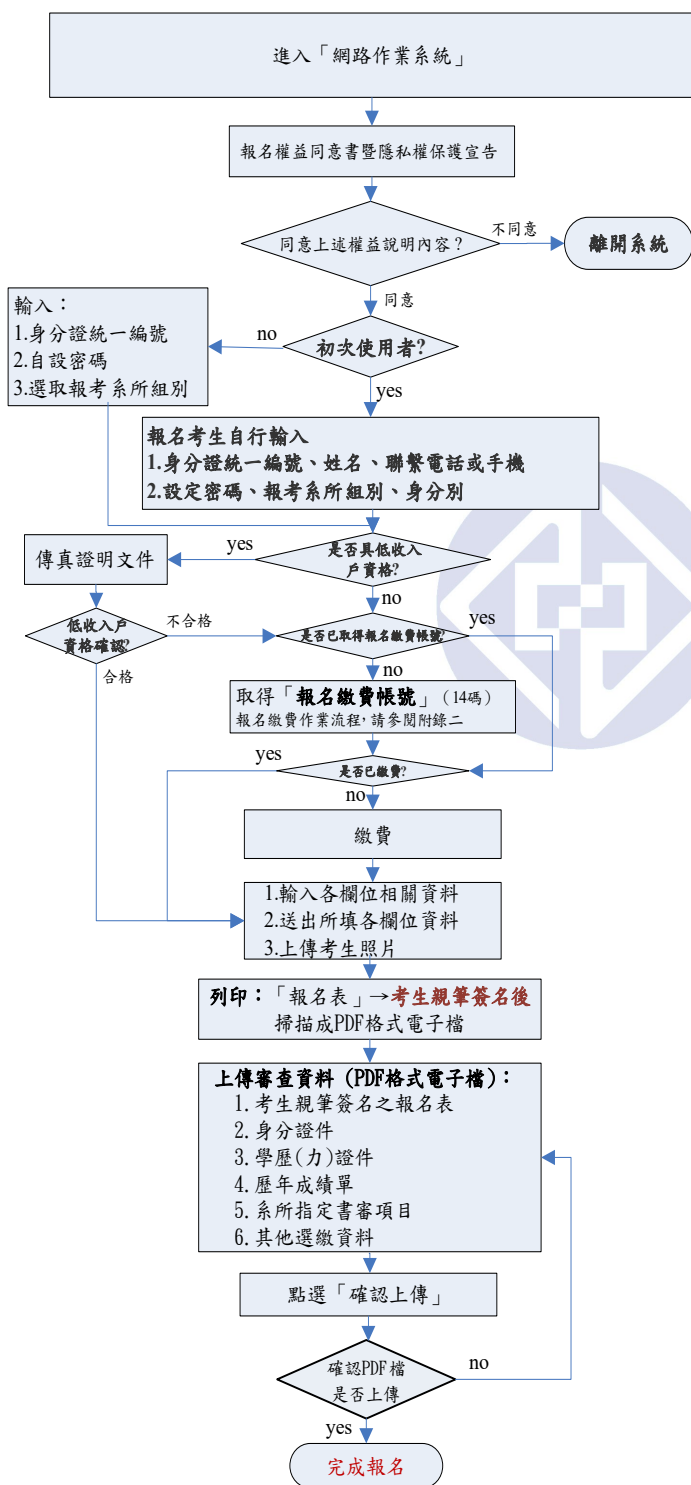 進入「網路作業系統」
報名權益同意書暨隱私權保護宣告
同意上述權益說明內容？
不同意
離開系統
同意
輸入：
1.身分證統一編號
2.自設密碼
3.選取報考系所組別
no
初次使用者?
yes
報名考生自行輸入
1.身分證統一編號、姓名、聯繫電話或手機
2.設定密碼、報考系所組別、身分別
傳真證明文件
yes
是否具低收入
戶資格?
no
低收入戶
資格確認?
不合格
是否已取得報名繳費帳號?
yes
合格
no
取得「報名繳費帳號」（14碼）
報名繳費作業流程，請參閱附錄二
yes
是否已繳費?
no
繳費
1.輸入各欄位相關資料
2.送出所填各欄位資料
3.上傳考生照片
列印：「報名表」→考生親筆簽名後
掃描成PDF格式電子檔
上傳審查資料（PDF格式電子檔）：
1. 考生親筆簽名之報名表
2. 身分證件
3. 學歷(力)證件
4. 歷年成績單
5. 系所指定書審項目
6. 其他選繳資料
點選「確認上傳」
確認PDF檔
是否上傳
no
yes
完成報名